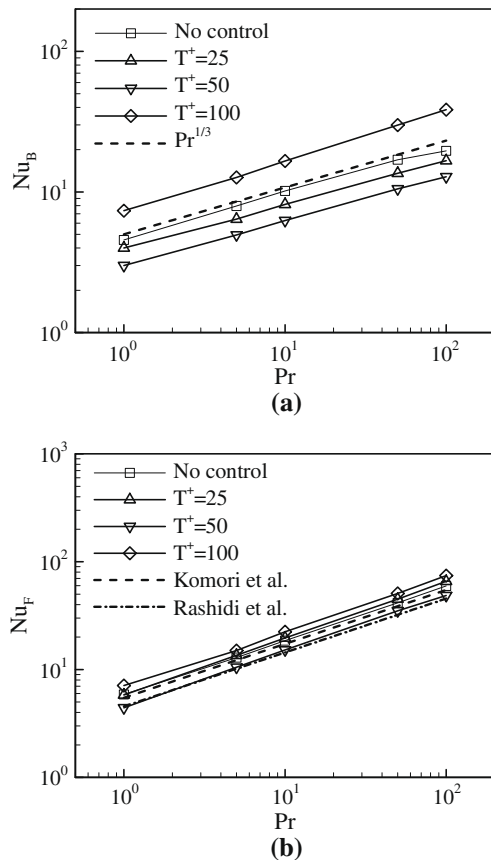 No control
T⁺=25
T⁺=50
T⁺=100
Pr^1/3
10²
10¹
10⁰
Nu_B
10⁰ 10¹ 10²
Pr
(a)
No control
T⁺=25
T⁺=50
T⁺=100
Komori et al.
Rashidi et al.
10³
10²
10¹
10⁰
Nu_F
10⁰ 10¹ 10²
Pr
(b)